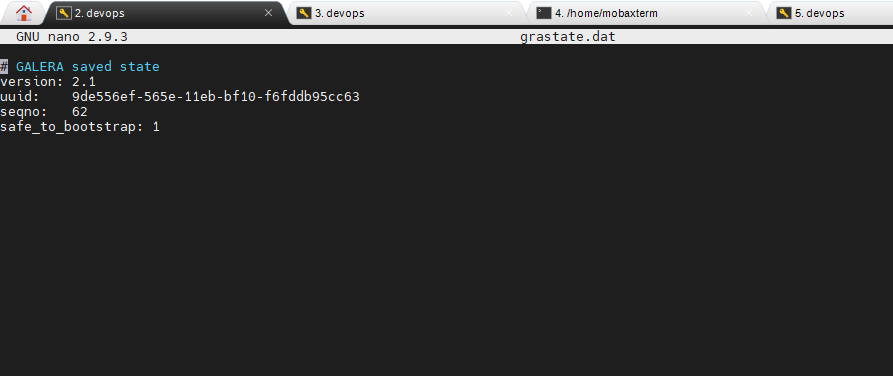 2. devops
3. devops
4. /home/mobaxterm
5. devops
GNU nano 2.9.3 grastate.dat
# GALERA saved state
version: 2.1
uuid:    9de556ef-565e-11eb-bf10-f6fddb95cc63
seqno:   62
safe_to_bootstrap: 1